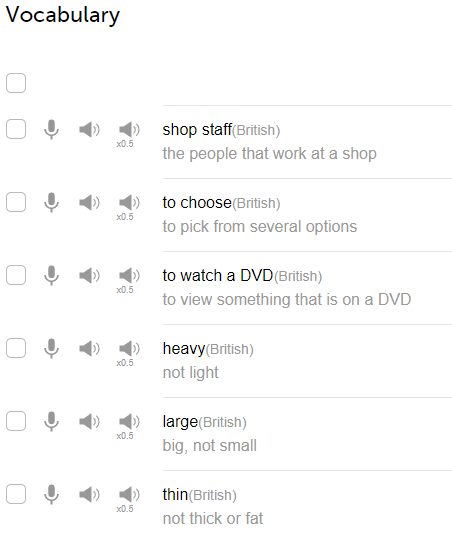 Vocabulary
shop staff(British)
x0.5
the people that work at a shop
to choose(British)
x0.5
to pick from several options
to watch a DVD(British)
x0.5
to view something that is on a DVD
heavy(British)
x0.5
not light
large(British)
x0.5
big, not small
thin(British)
x0.5
not thick or fat